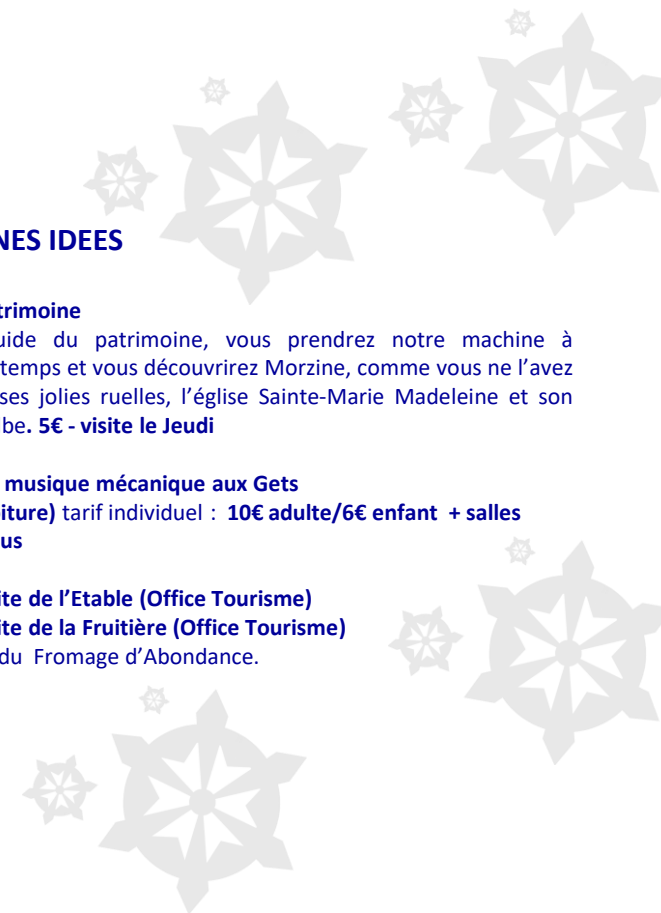 NES IDEES
trimoine
uide du patrimoine, vous prendrez notre machine à
temps et vous découvrirez Morzine, comme vous ne l’avez
ses jolies ruelles, l’église Sainte-Marie Madeleine et son
be. 5€ - visite le Jeudi
musique mécanique aux Gets
iture) tarif individuel : 10€ adulte/6€ enfant + salles
us
ite de l’Etable (Office Tourisme)
ite de la Fruitière (Office Tourisme)
du Fromage d’Abondance.